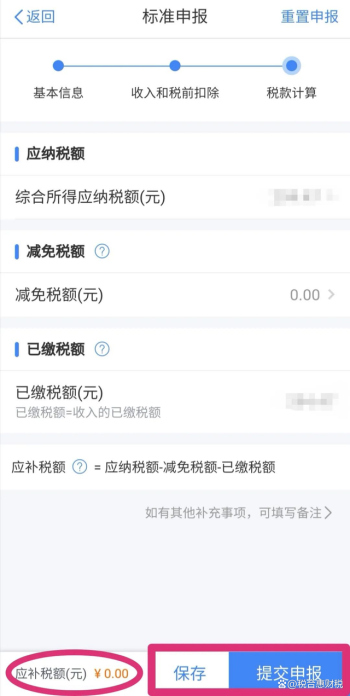 返回 标准申报 重置申报
基本信息 收入和税前扣除 税款计算
应纳税额
综合所得应纳税额(元)
减免税额 ?
减免税额(元) 0.00
已缴税额 ?
已缴税额(元)
已缴税额=收入的已缴税额
应补税额 ? = 应纳税额-减免税额-已缴税额
如有其他补充事项，可填写备注
应补税额(元) ¥0.00 保存 提交申报